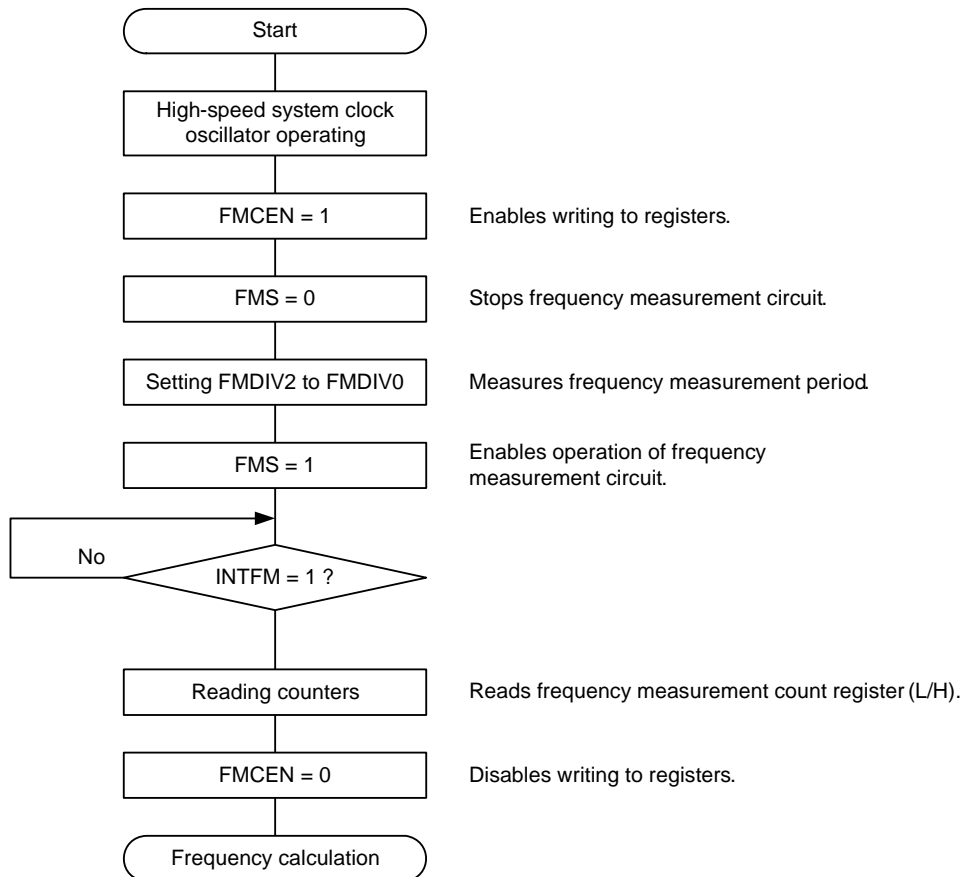 Start
High-speed system clock
oscillator operating
FMCEN = 1
Enables writing to registers.
FMS = 0
Stops frequency measurement circuit.
Setting FMDIV2 to FMDIV0
Measures frequency measurement period.
FMS = 1
Enables operation of frequency
measurement circuit.
No
INTFM = 1 ?
Reading counters
Reads frequency measurement count register (L/H).
FMCEN = 0
Disables writing to registers.
Frequency calculation